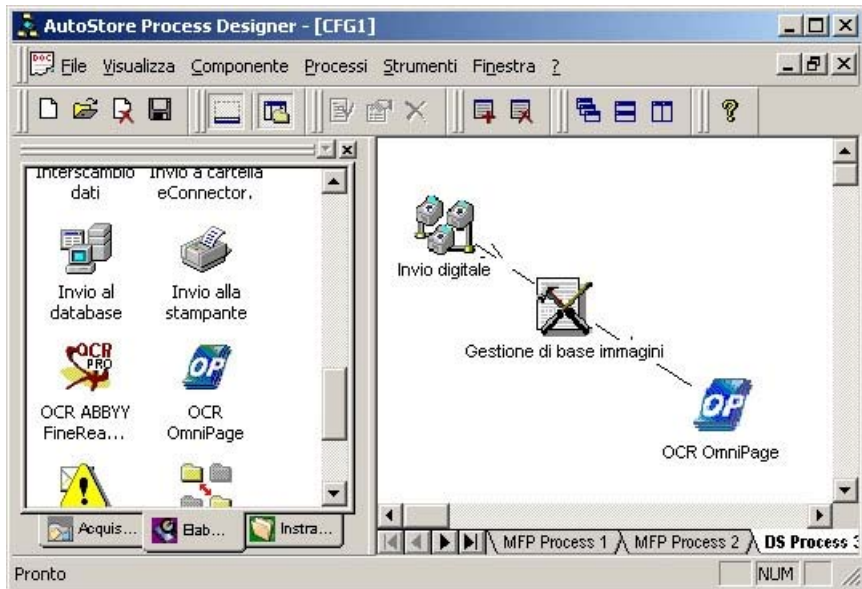 AutoStore Process Designer - [CFG1]
File Visualizza Componente Processi Strumenti Finestra ?
Interscambio Invio a cartella
dati eConnector.
Invio al Invio alla
database stampante
OCR ABBYY OCR
FineRea... OmniPage
Acquis... Elab... Instra...
Invio digitale
Gestione di base immagini
OP
OCR OmniPage
MFP Process 1 MFP Process 2 DS Process 3
Pronto NUM